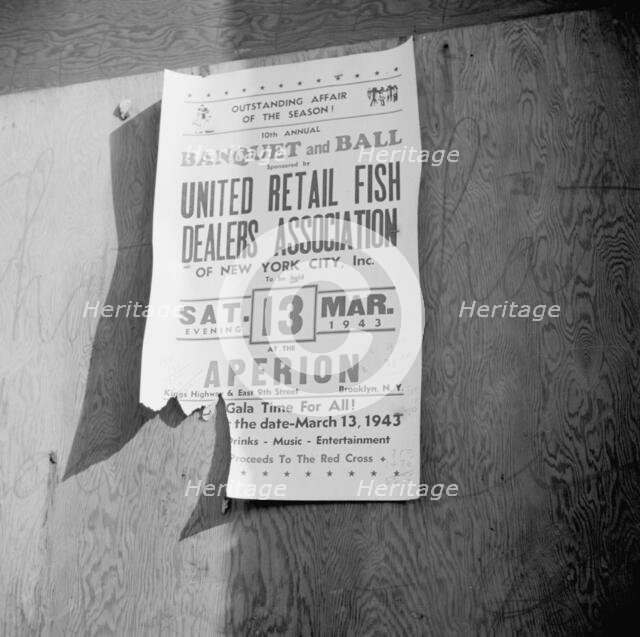 OUTSTANDING AFFAIR
OF THE SEASON!
10TH ANNUAL
BANQUET and BALL
Sponsored by
UNITED RETAIL FISH
DEALERS ASSOCIATION
OF NEW YORK CITY, Inc.
To be held
SAT. 13 MAR.
EVENING 1943
AT THE
APERION
Kings Highway & East 9th Street Brooklyn, N. Y.
Gala Time For All!
the date-March 13, 1943
Drinks - Music - Entertainment
Proceeds To The Red Cross
Heritage
Heritage
Heritage
Heritage
Heritage
Heritage
Heritage
Heritage
C